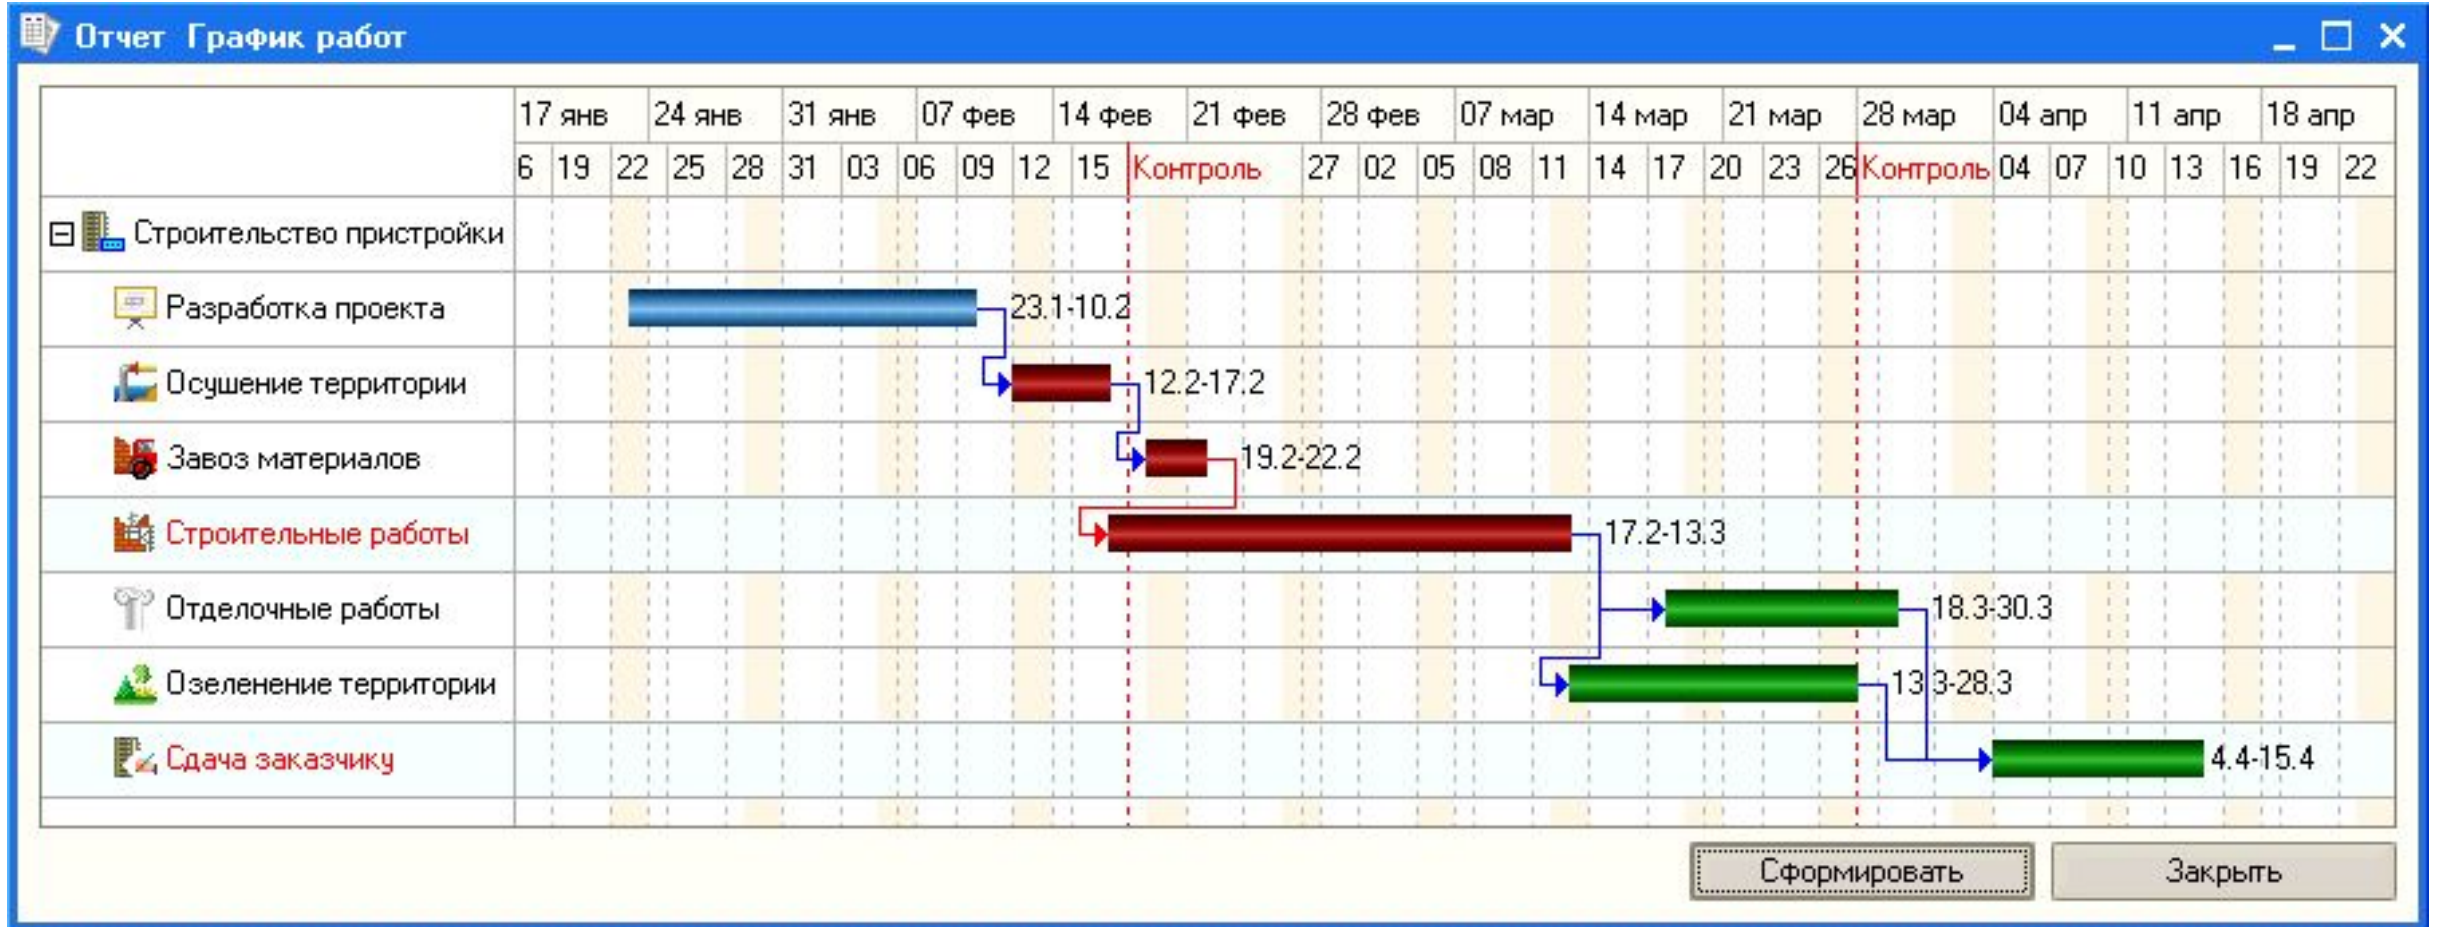 Отчет График работ
17 янв 24 янв 31 янв 07 фев 14 фев 21 фев 28 фев 07 мар 14 мар 21 мар 28 мар 04 апр 11 апр 18 апр
6 19 22 25 28 31 03 06 09 12 15 Контроль 27 02 05 08 11 14 17 20 23 26 Контроль 04 07 10 13 16 19 22
Строительство пристройки
Разработка проекта 23.1-10.2
Осушение территории 12.2-17.2
Завоз материалов 19.2-22.2
Строительные работы 17.2-13.3
Отделочные работы 18.3-30.3
Озеленение территории 13.3-28.3
Сдача заказчику 4.4-15.4
Сформировать Закрыть